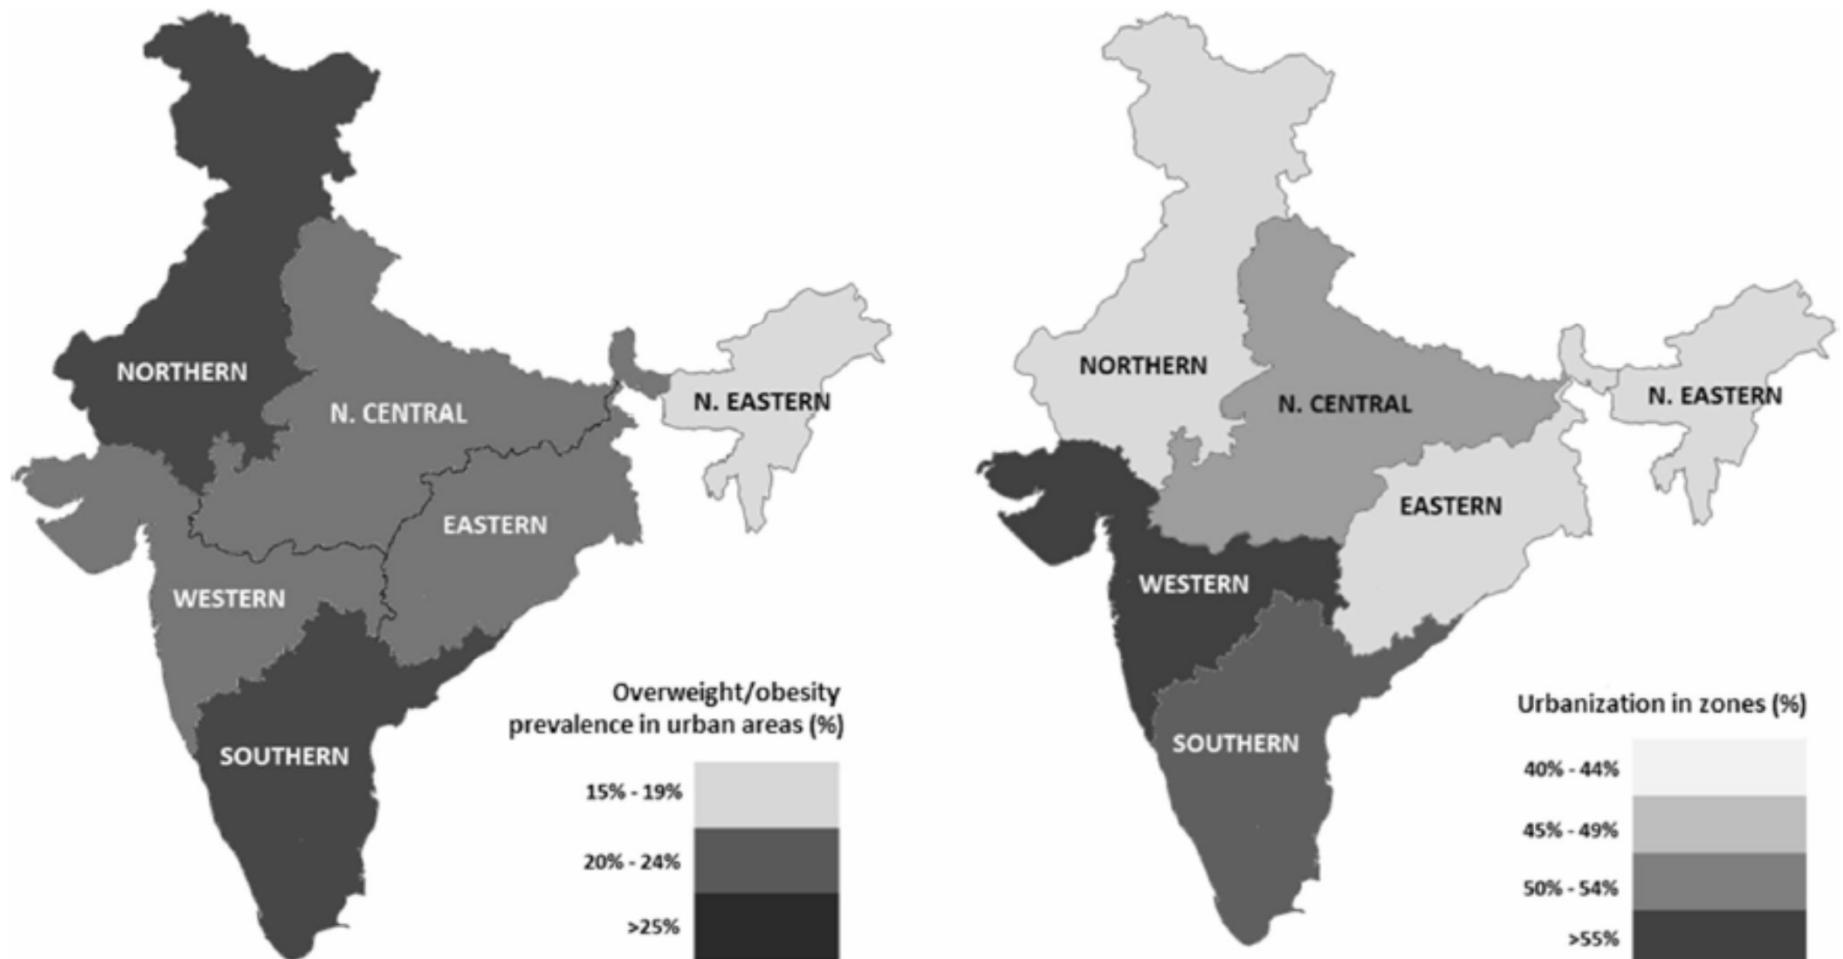 NORTHERN
N. CENTRAL
N. EASTERN
EASTERN
WESTERN
SOUTHERN
Overweight/obesity
prevalence in urban areas (%)
15% - 19%
20% - 24%
>25%
NORTHERN
N. CENTRAL
N. EASTERN
EASTERN
WESTERN
SOUTHERN
Urbanization in zones (%)
40% - 44%
45% - 49%
50% - 54%
>55%